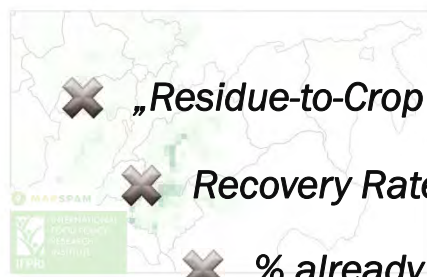 „Residue-to-Crop
Recovery Rate
MAPSPAM
INTERNATIONAL
FOOD POLICY
RESEARCH
INSTITUTE
IFPRI
% already